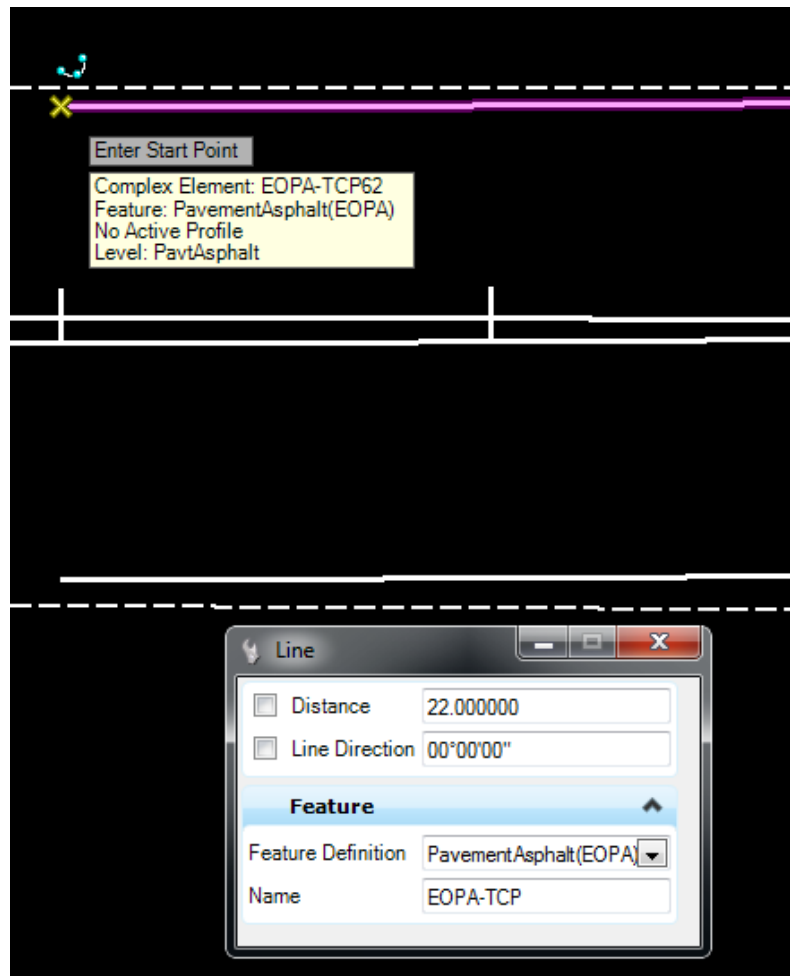 Enter Start Point
Complex Element: EOPA-TCP62
Feature: PavementAsphalt(EOPA)
No Active Profile
Level: PavtAsphalt
Line
Distance 22.000000
Line Direction 00°00'00"
Feature
Feature Definition PavementAsphalt(EOPA)
Name EOPA-TCP